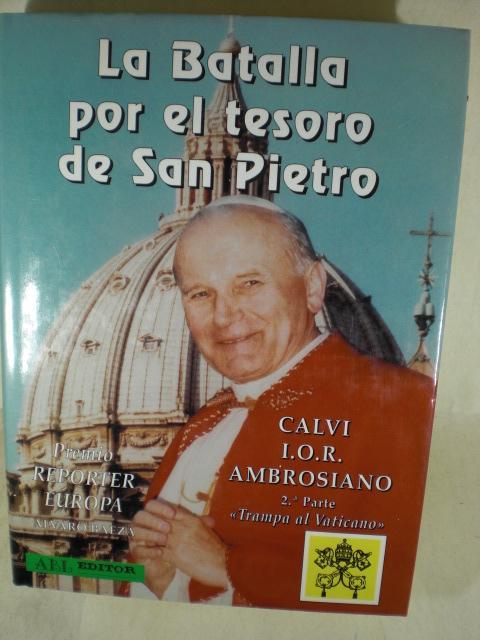 La Batalla
por el tesoro
de San Pietro
CALVI
I.O.R.
AMBROSIANO
2.ª Parte
«Trampa al Vaticano»
Premio
REPORTER
EUROPA
ALVARO BAEZA
ABL EDITOR